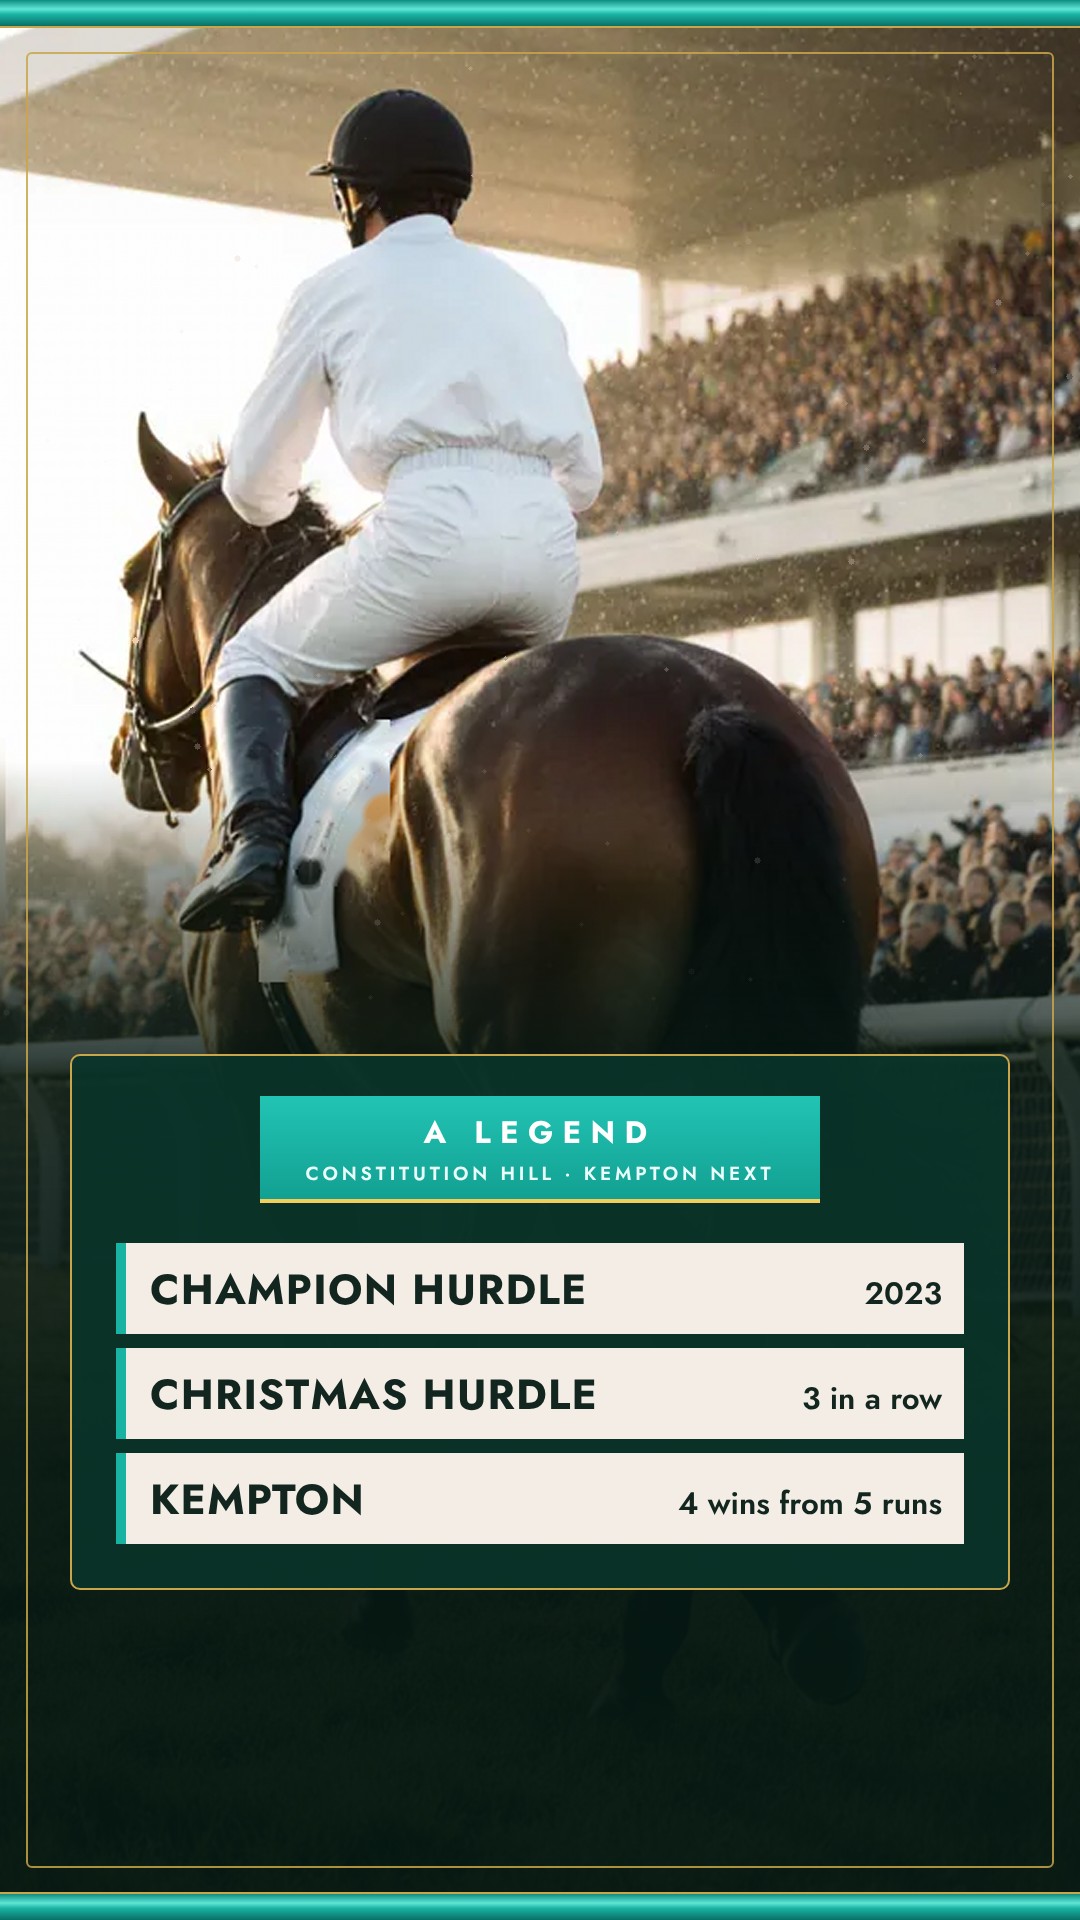 A LEGEND
CONSTITUTION HILL · KEMPTON NEXT
CHAMPION HURDLE 2023
CHRISTMAS HURDLE 3 in a row
KEMPTON 4 wins from 5 runs